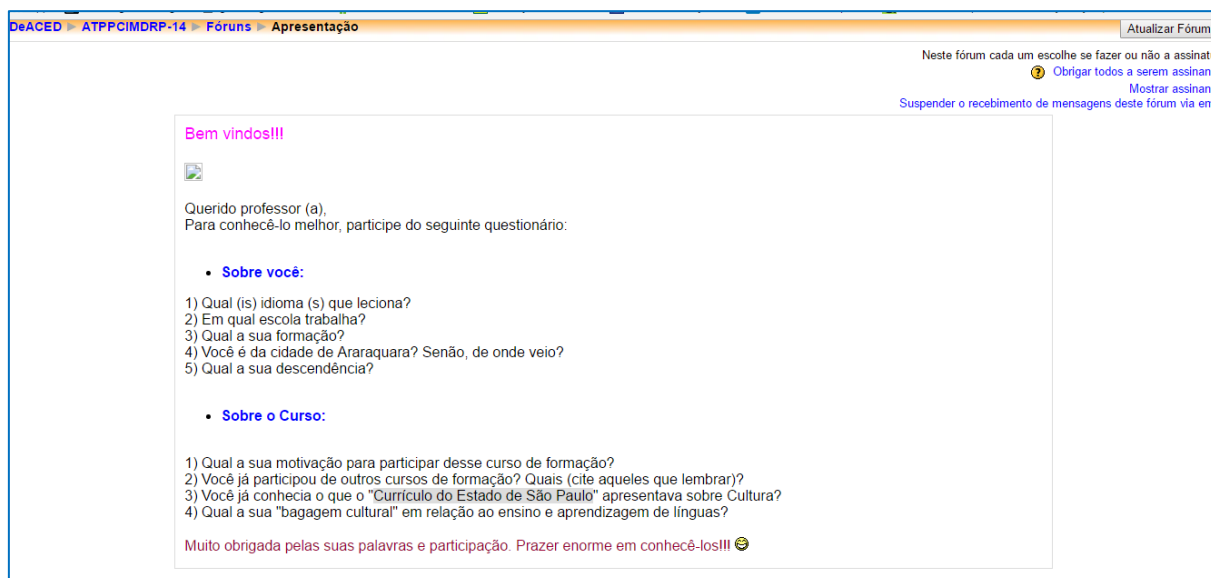 DeACED ► ATPPCIMDRP-14 ► Fóruns ► Apresentação
Atualizar Fórum
Neste fórum cada um escolhe se fazer ou não a
Obrigar todos a serem
Mostrar
Suspender o recebimento de mensagens deste fórum via
Bem vindos!!!
Querido professor (a),
Para conhecê-lo melhor, participe do seguinte questionário:
• Sobre você:
1) Qual (is) idioma (s) que leciona?
2) Em qual escola trabalha?
3) Qual a sua formação?
4) Você é da cidade de Araraquara? Senão, de onde veio?
5) Qual a sua descendência?
• Sobre o Curso:
1) Qual a sua motivação para participar desse curso de formação?
2) Você já participou de outros cursos de formação? Quais (cite aqueles que lembrar)?
3) Você já conhecia o que o "Currículo do Estado de São Paulo" apresentava sobre Cultura?
4) Qual a sua "bagagem cultural" em relação ao ensino e aprendizagem de línguas?
Muito obrigada pelas suas palavras e participação. Prazer enorme em conhecê-los!!!